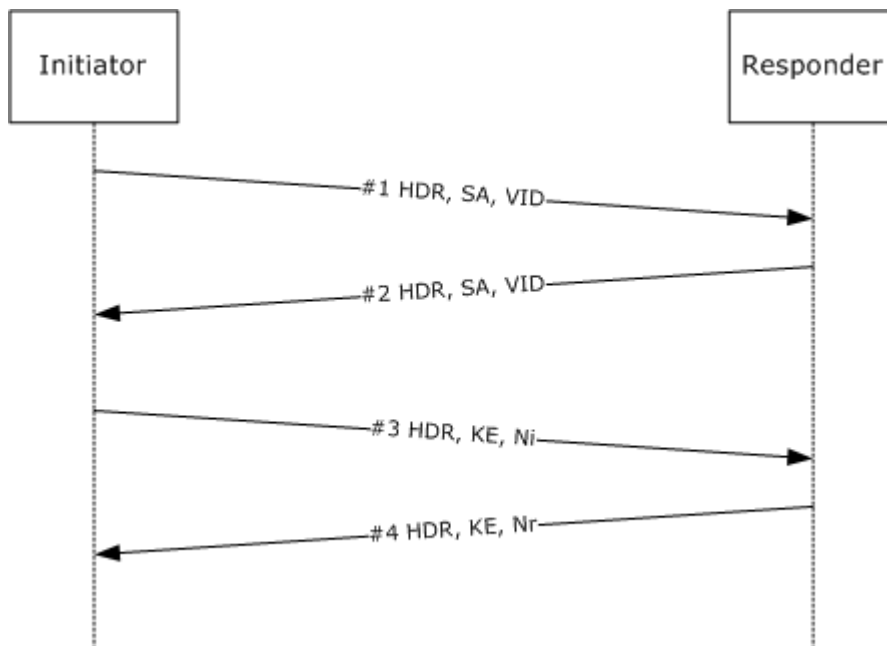 Initiator
Responder
#1 HDR, SA, VID
#2 HDR, SA, VID
#3 HDR, KE, Ni
#4 HDR, KE, Nr